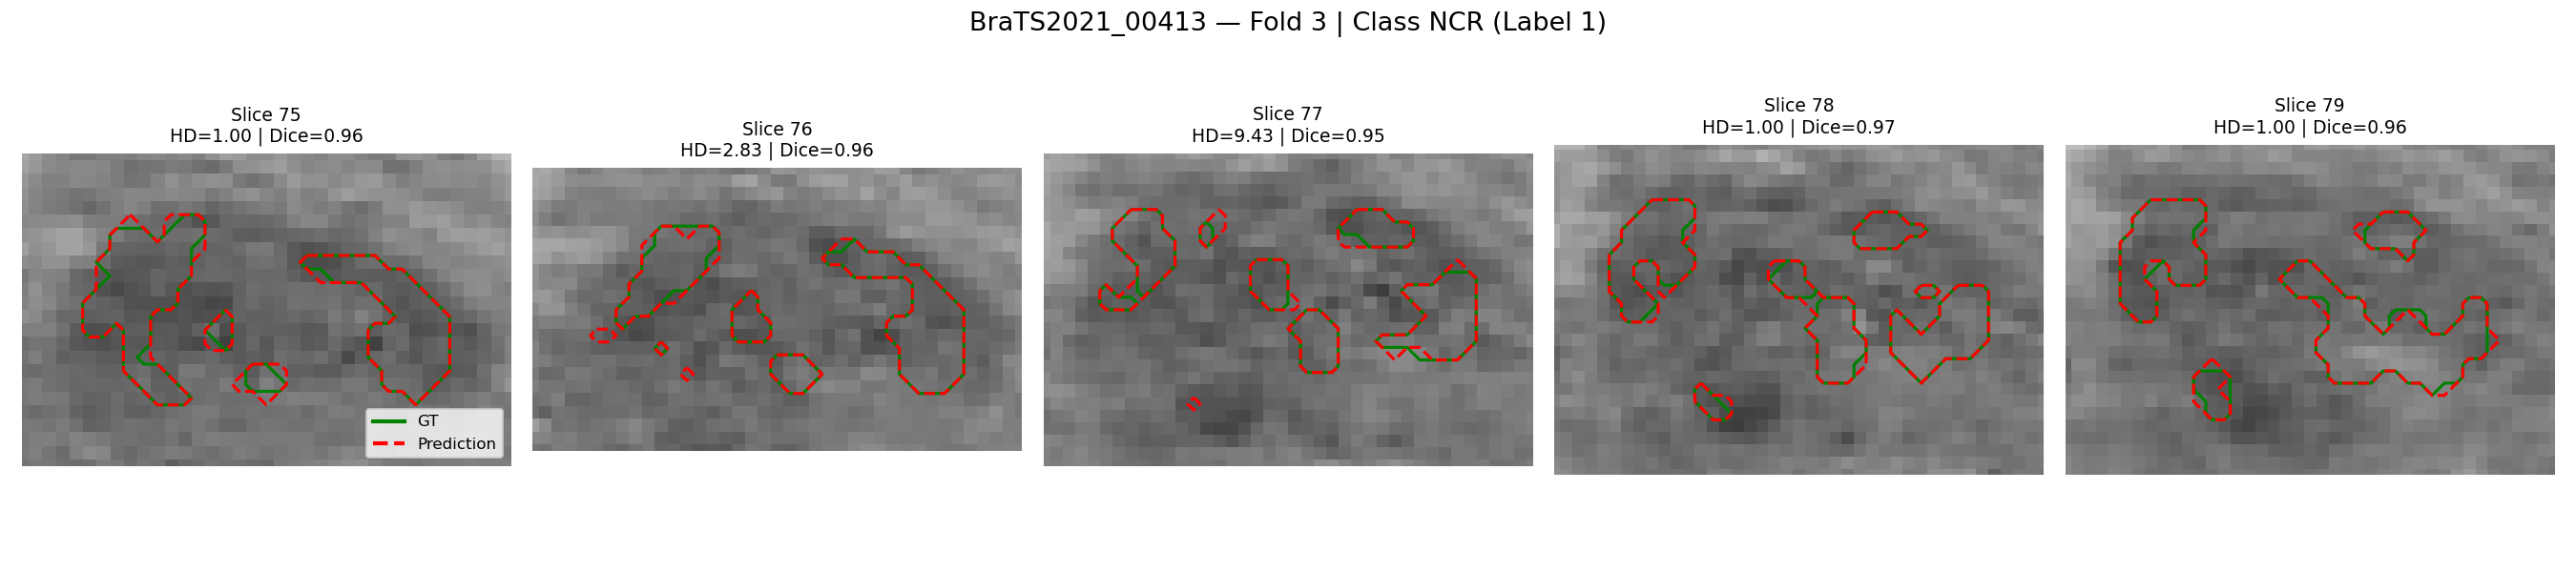 BraTS2021_00413 — Fold 3 | Class NCR (Label 1)
Slice 75
HD=1.00 | Dice=0.96
GT
Prediction
Slice 76
HD=2.83 | Dice=0.96
Slice 77
HD=9.43 | Dice=0.95
Slice 78
HD=1.00 | Dice=0.97
Slice 79
HD=1.00 | Dice=0.96